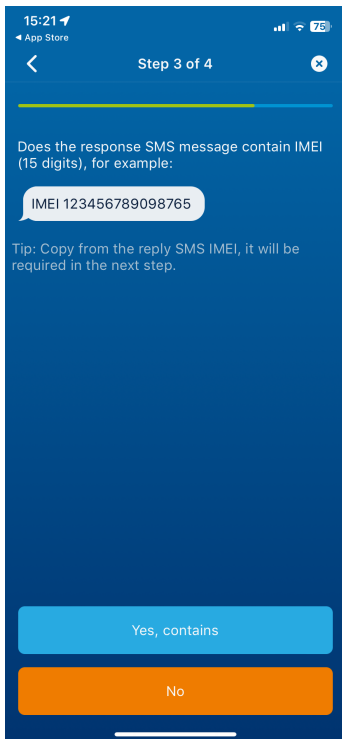 15:21
75
◀ App Store
Step 3 of 4
Does the response SMS message contain IMEI
(15 digits), for example:
IMEI 123456789098765
Tip: Copy from the reply SMS IMEI, it will be
required in the next step.
Yes, contains
No